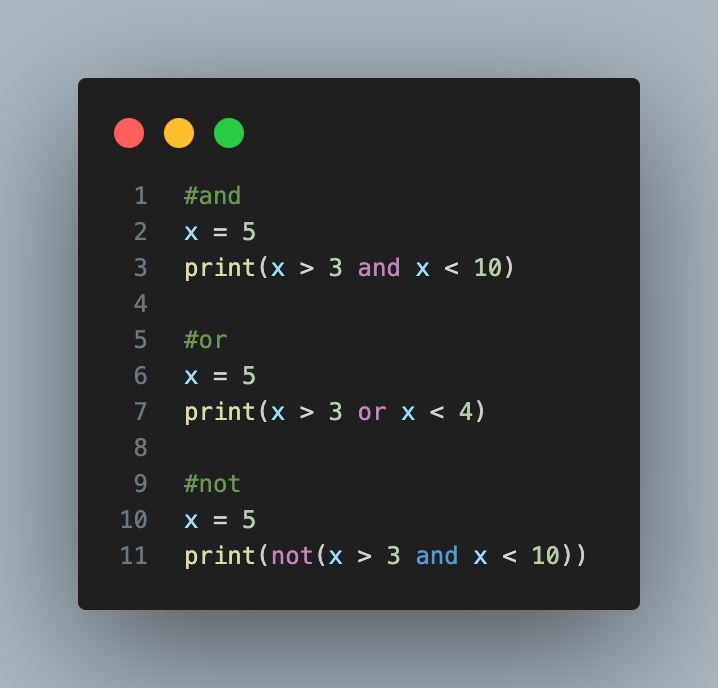 1 #and
2 x = 5
3 print(x > 3 and x < 10)
4
5 #or
6 x = 5
7 print(x > 3 or x < 4)
8
9 #not
10 x = 5
11 print(not(x > 3 and x < 10))